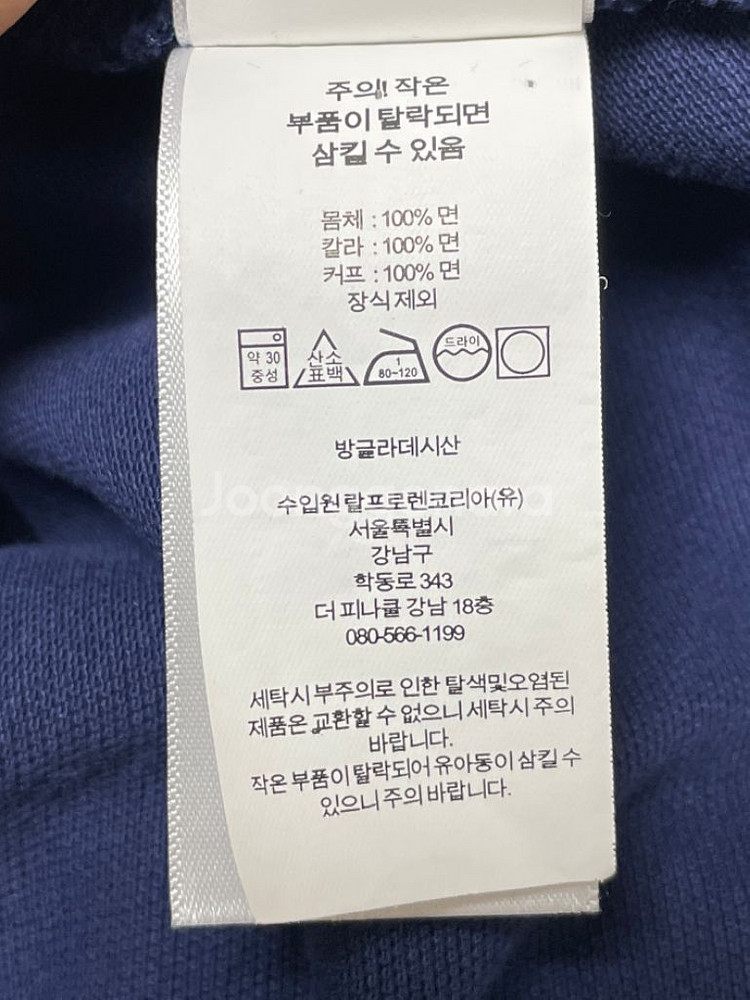 주의! 작은
부품이 탈락되면
삼킬 수 있음
몸체 : 100% 면
칼라 : 100% 면
커프 : 100% 면
장식 제외
약 30
중성
산소
표백
1
80~120
드라이
방글라데시산
수입원 랄프로렌코리아(유)
서울특별시
강남구
학동로 343
더 피나클 강남 18층
080-566-1199
세탁시 부주의로 인한 탈색및오염된
제품은 교환할 수 없으니 세탁시 주의
바랍니다.
작은 부품이 탈락되어 유아동이 삼킬 수
있으니 주의 바랍니다.